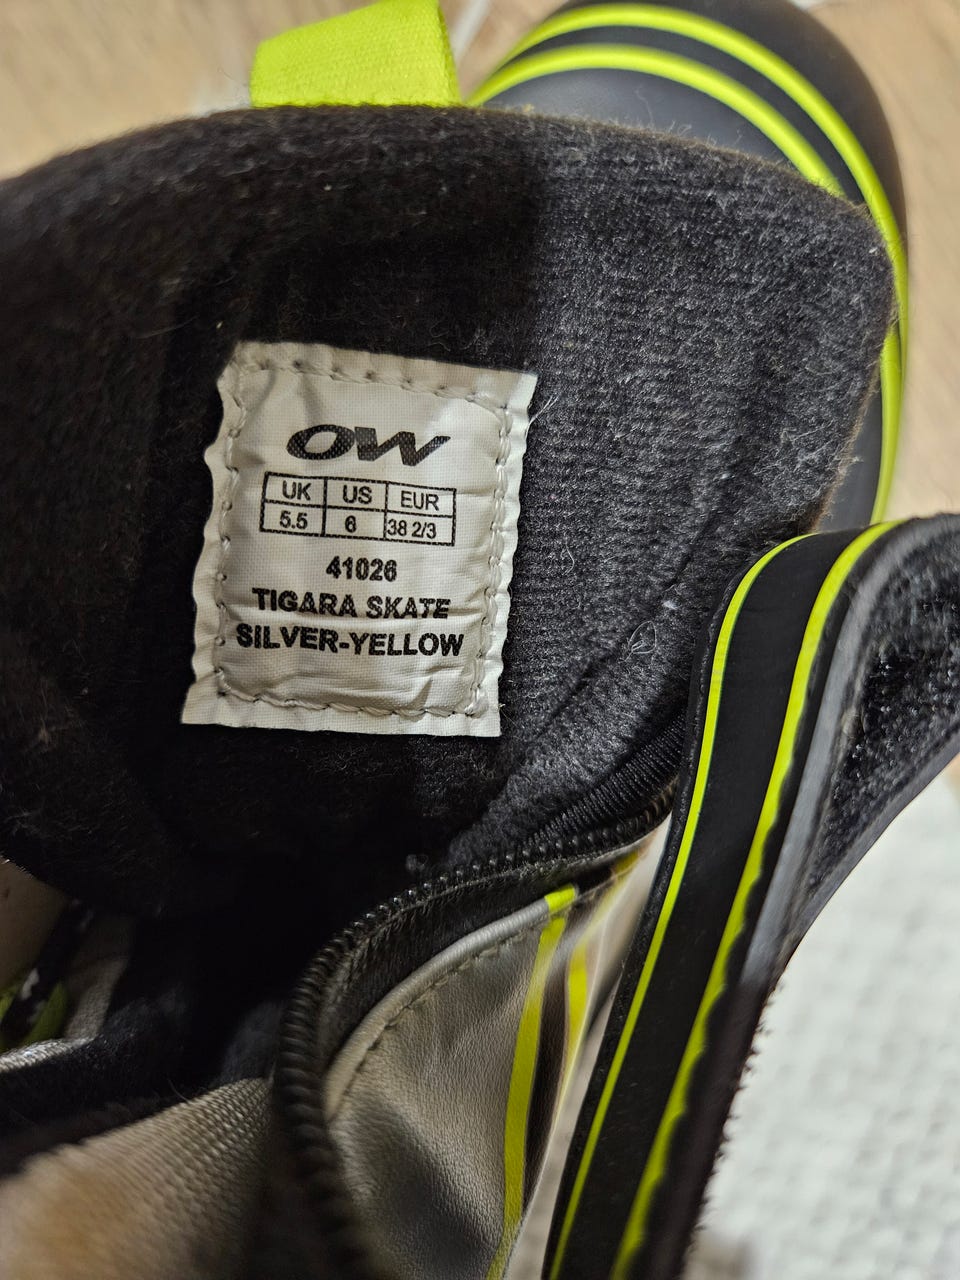 OW
UK US EUR
5.5 6 38 2/3
41026
TIGARA SKATE
SILVER-YELLOW